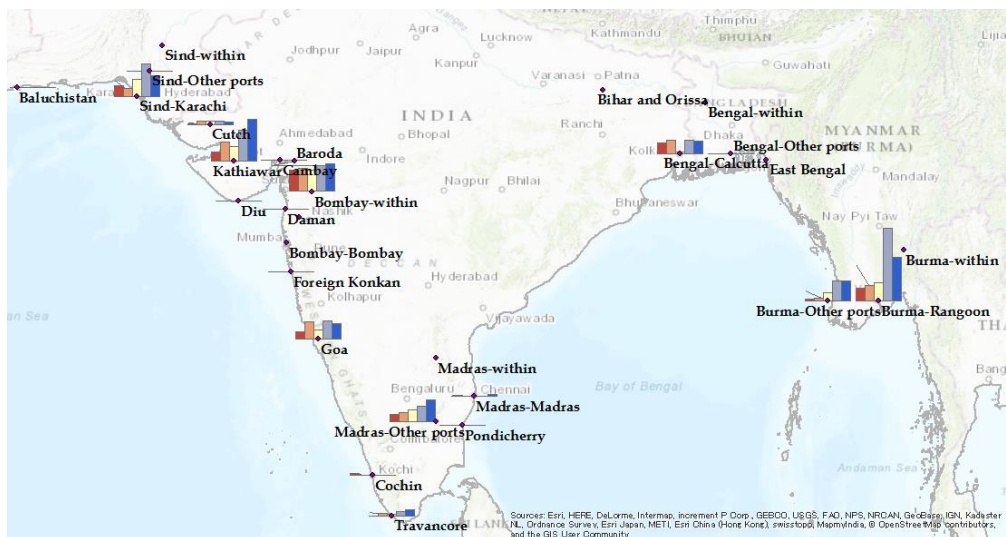 Thimphu
BHUTAN
Kathmandu
Agra
Lucknow
Sind-within
Jodhpur
Jaipur
Kanpur
Guwahati
Varanasi
Patna
Sind-Other ports
Hyderabad
Baluchistan
Sind-Karachi
Bihar and Orissa
Bengal-within
INDIA
Cutch
Ranchi
Dhaka
MYANMAR
(BURMA)
Ahmedabad
Bhopal
Indore
Baroda
Bengal-Other ports
Kathiawar
Cambay
Bengal-Calcutta
East Bengal
Mandalay
Nagpur
Bhilai
Bombay-within
Diu
Daman
Nashik
Bhubaneswar
Nay Pyi Taw
Bombay-Bombay
DECCAN
Burma-within
Foreign Konkan
Hyderabad
Kolhapur
Burma-Other ports
Burma-Rangoon
Vijayawada
Goa
Madras-within
Bengaluru
Chennai
Bay of Bengal
Madras-Madras
Madras-Other ports
Pondicherry
Coimbatore
Kochi
Cochin
Andaman Sea
Travancore
Sources: Esri, HERE, DeLorme, Intermap, increment P Corp., GEBCO, USGS, FAO, NPS, NRCAN, GeoBase, IGN, Kadaster
NL, Ordnance Survey, Esri Japan, METI, Esri China (Hong Kong), swisstopo, MapmyIndia, © OpenStreetMap contributors,
and the GIS User Community